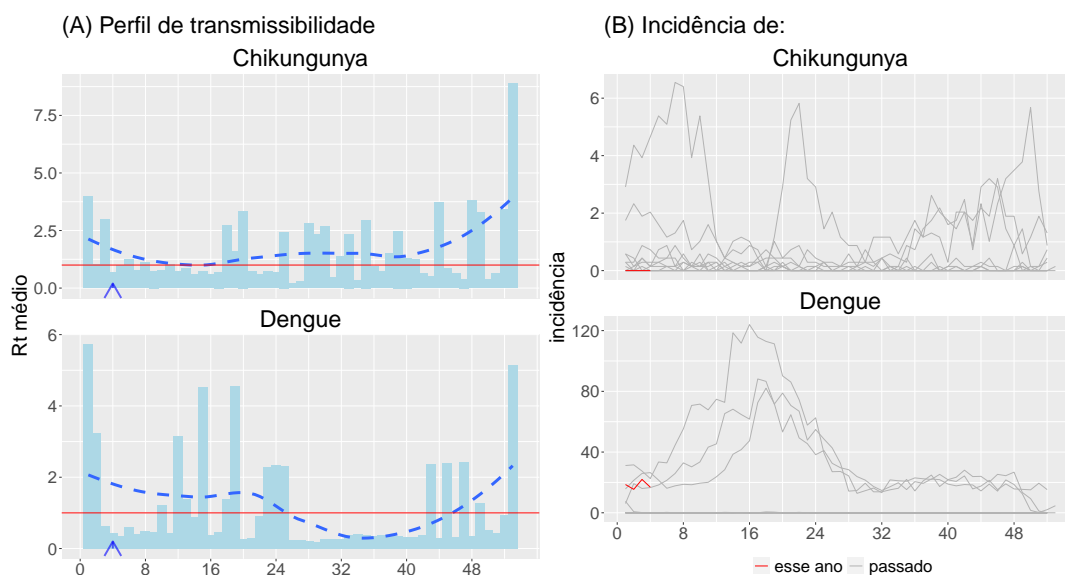 (A) Perfil de transmissibilidade
Chikungunya
7.5
5.0
2.5
0.0
Rt médio
Dengue
6
4
2
0
0 8 16 24 32 40 48
(B) Incidência de:
Chikungunya
6
4
2
0
incidência
Dengue
120
80
40
0
0 8 16 24 32 40 48
esse ano passado